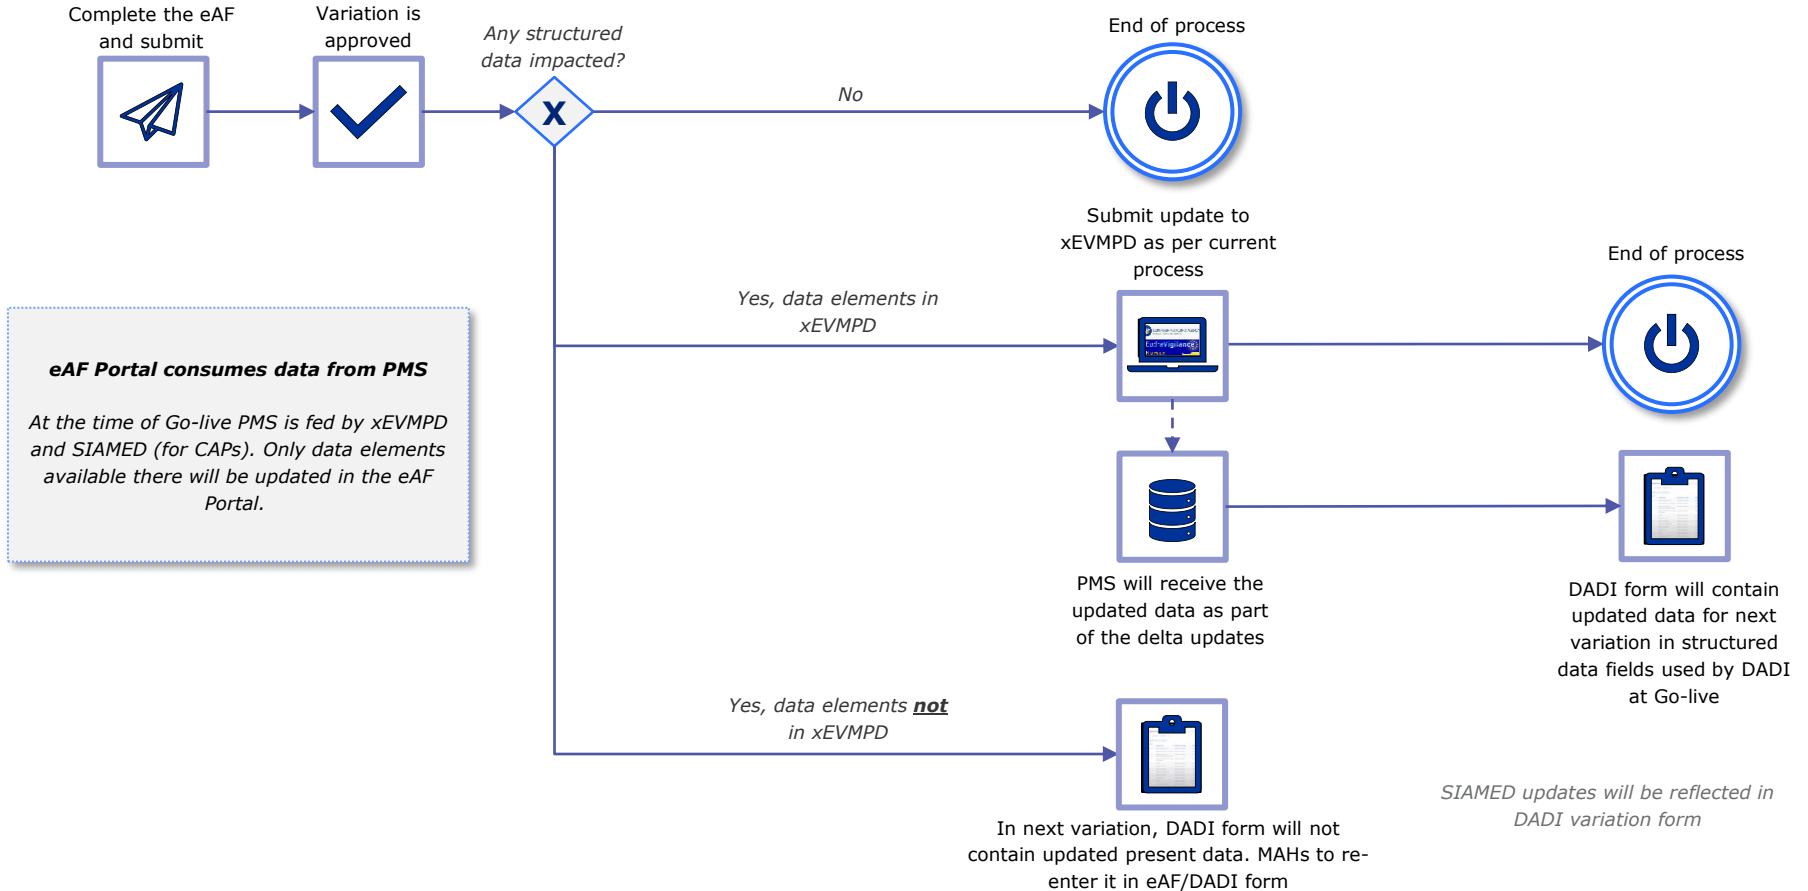 Complete the eAF
and submit
Variation is
approved
Any structured
data impacted?
X
No
End of process
Submit update to
xEVMPD as per current
process
End of process
Yes, data elements in
xEVMPD
EudraVigilance
Human
eAF Portal consumes data from PMS
At the time of Go-live PMS is fed by xEVMPD
and SIAMED (for CAPs). Only data elements
available there will be updated in the eAF
Portal.
PMS will receive the
updated data as part
of the delta updates
DADI form will contain
updated data for next
variation in structured
data fields used by DADI
at Go-live
Yes, data elements not
in xEVMPD
In next variation, DADI form will not
contain updated present data. MAHs to re-
enter it in eAF/DADI form
SIAMED updates will be reflected in
DADI variation form